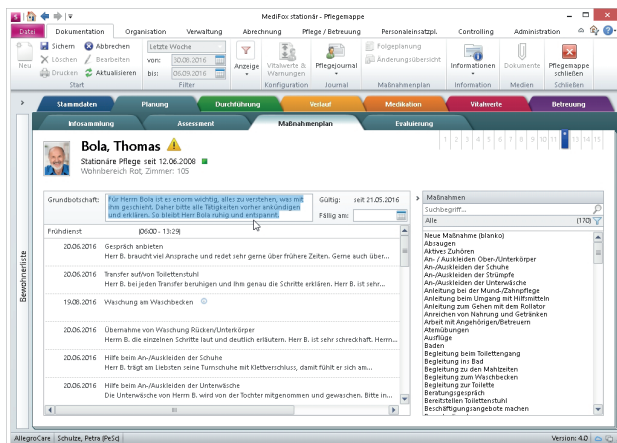 MediFox stationär - Pflegemappe
Datei Dokumentation Organisation Verwaltung Abrechnung Pflege / Betreuung Personaleinsatzpl. Controlling Administration
Neu
Sichern Abbrechen
Löschen Bearbeiten
Drucken Aktualisieren
Start
Letzte Woche
von: 30.08.2016
bis: 06.09.2016
Filter
Anzeige
Vitalwerte & Warnungen
Konfiguration
Pflegejournal
Journal
Folgeplanung
Änderungsübersicht
Maßnahmenplan
Informationen
Information
Dokumente
Medien
Pflegemappe schließen
Schließen
Stammdaten Planung Durchführung Verlauf Medikation Vitalwerte Betreuung
Infosammlung Assessment Maßnahmenplan Evaluierung
Bewohnerliste
Bola, Thomas
Stationäre Pflege seit 12.06.2008
Wohnbereich Rot, Zimmer: 105
1 2 3 4 5 6 7 8 9 10 11 * 13 14 15
Grundbotschaft:
Für Herrn Bola ist es enorm wichtig, alles zu verstehen, was mit
ihm geschieht. Daher bitte alle Tätigkeiten vorher ankündigen
und erklären. So bleibt Herr Bola ruhig und entspannt.
Gültig: seit 21.05.2016
Fällig am:
Frühdienst (06:00 - 13:29)
20.06.2016 Gespräch anbieten
Herr B. braucht viel Ansprache und redet sehr gerne über frühere Zeiten. Gerne auch über...
20.06.2016 Transfer auf/von Toilettenstuhl
Herr B. bei jeden Transfer beruhigen und ihm genau die Schritte erklären. Herr B. ist sehr...
19.08.2016 Waschung am Waschbecken
20.06.2016 Übernahme von Waschung Rücken/Unterkörper
Herrn B. die einzelnen Schritte laut und deutlich erläutern. Herr B. ist sehr schreckhaft. Herrn...
20.06.2016 Hilfe beim An-/Auskleiden der Schuhe
Herr B. trägt am Liebsten seine Turnschuhe mit Klettverschluss, damit fühlt er sich am...
20.06.2016 Hilfe beim An-/Auskleiden der Unterwäsche
Die Unterwäsche von Herrn B. wird von der Tochter mitgenommen und gewaschen. Bitte in...
Maßnahmen
Suchbegriff...
Alle (170)
Neue Maßnahme (blanko)
Absaugen
Aktives Zuhören
An- / Auskleiden Ober-/Unterkörper
An-/Auskleiden der Schuhe
An-/Auskleiden der Strümpfe
An-/Auskleiden der Unterwäsche
Anleitung bei der Mund-/Zahnpflege
Anleitung beim Umgang mit Hilfsmitteln
Anleitung zum Gehen mit dem Rollator
Anreichen von Nahrung und Getränken
Arbeit mit Angehörigen/Betreuern
Atemübungen
Ausflüge
Baden
Begleitung beim Toilettengang
Begleitung ins Bad
Begleitung zu den Mahlzeiten
Begleitung zum Waschbecken
Begleitung zur Toilette
Beratungsgespräch
Bereitstellen Toilettenstuhl
Beschäftigungsangebote machen
AllegroCare Schulze, Petra (PeSc) Version: 4.0